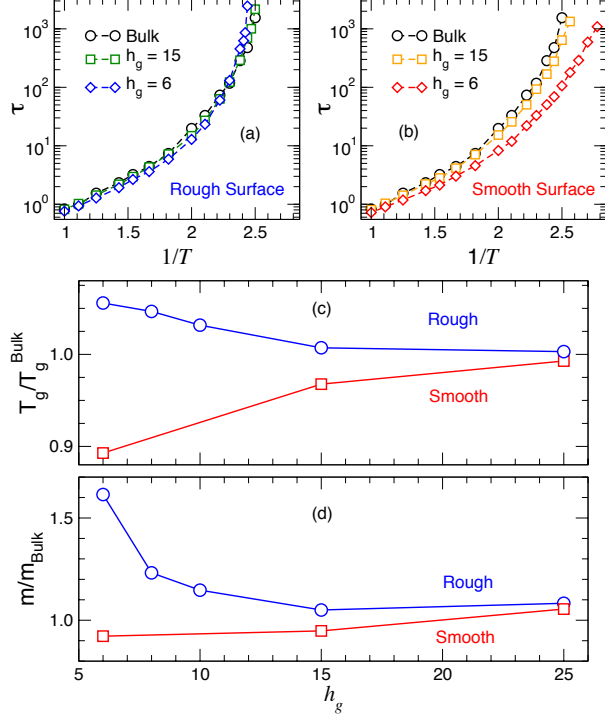 10³
10²
10¹
10⁰
τ
Bulk
h_g = 15
h_g = 6
(a)
Rough Surface
1 1.5 2 2.5
1/T
10³
10²
10¹
10⁰
τ
Bulk
h_g = 15
h_g = 6
(b)
Smooth Surface
1 1.5 2 2.5
1/T
T_g/T_g^Bulk
1.0
0.9
(c)
Rough
Smooth
m/m_Bulk
1.5
1.0
(d)
Rough
Smooth
5 10 15 20 25
h_g